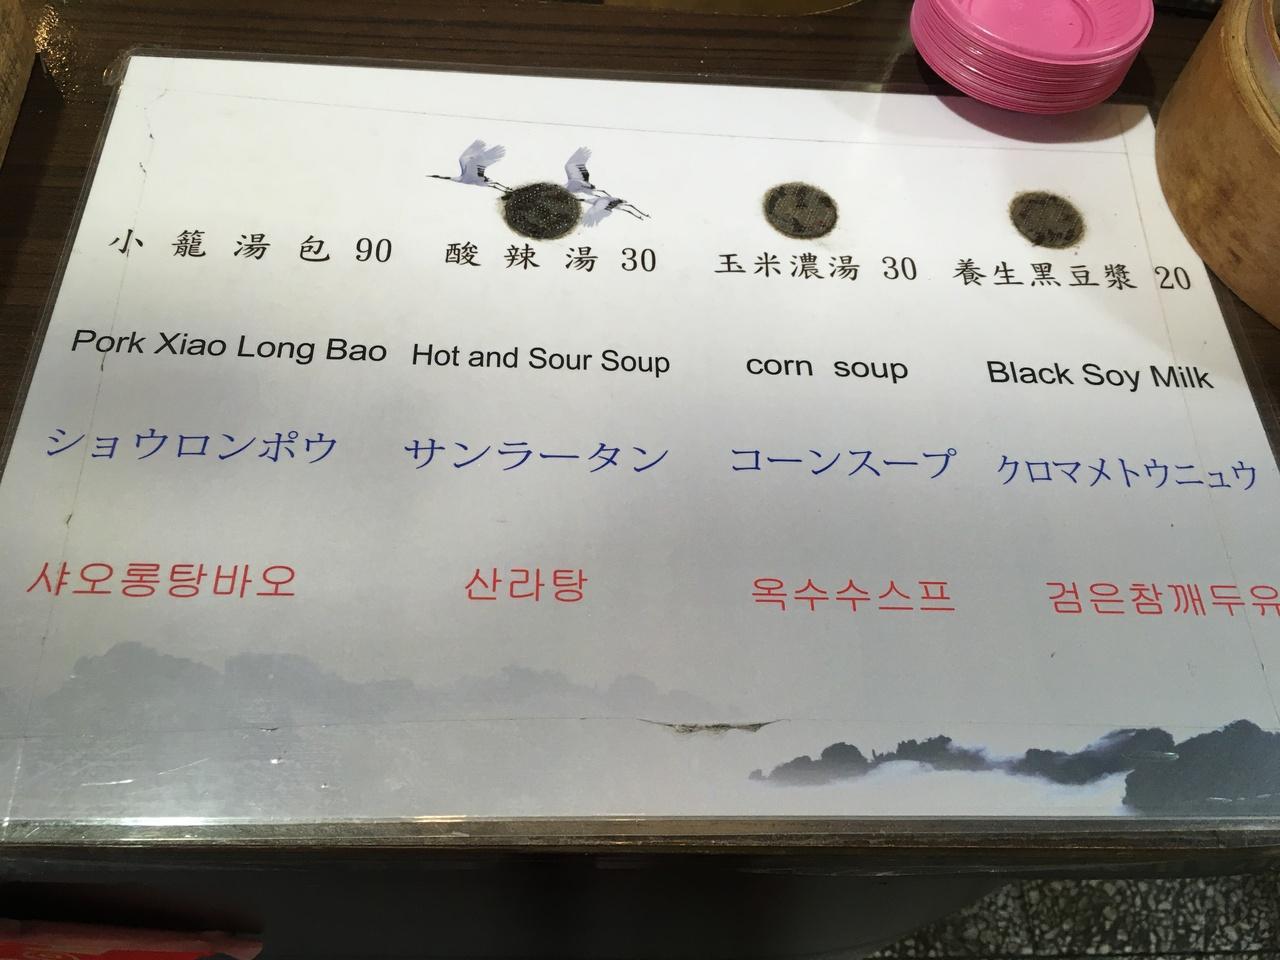 小籠湯包 90 酸辣湯 30 玉米濃湯 30 養生黑豆漿 20
Pork Xiao Long Bao Hot and Sour Soup corn soup Black Soy Milk
ショウロンポウ サンラータン コーンスープ クロマメトウニュウ
샤오롱탕바오 산라탕 옥수수스프 검은참깨두유